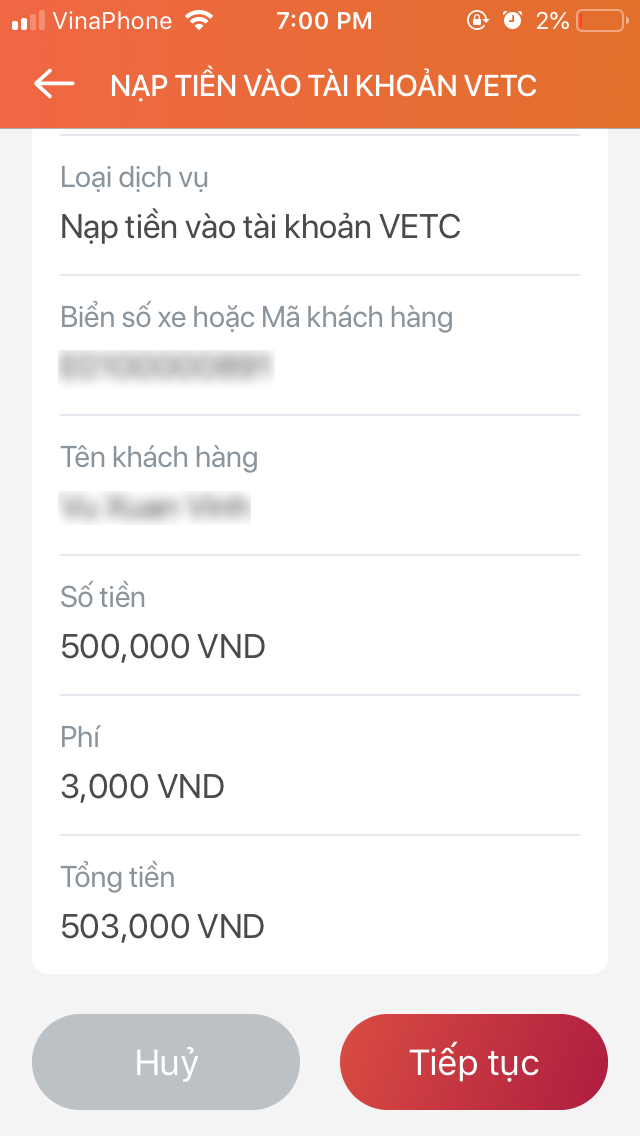 VinaPhone 7:00 PM 2%
NẠP TIỀN VÀO TÀI KHOẢN VETC
Loại dịch vụ
Nạp tiền vào tài khoản VETC
Biển số xe hoặc Mã khách hàng
Tên khách hàng
Số tiền
500,000 VND
Phí
3,000 VND
Tổng tiền
503,000 VND
Huỷ
Tiếp tục